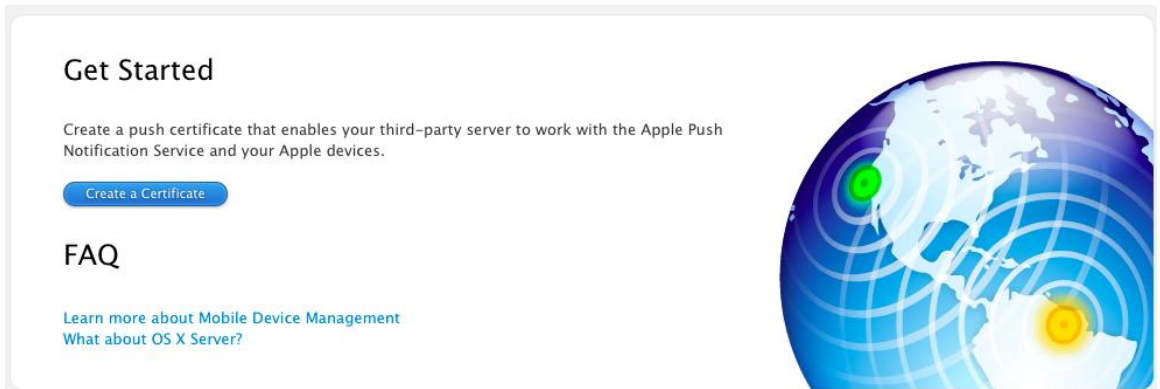 Get Started
Create a push certificate that enables your third-party server to work with the Apple Push
Notification Service and your Apple devices.
Create a Certificate
FAQ
Learn more about Mobile Device Management
What about OS X Server?